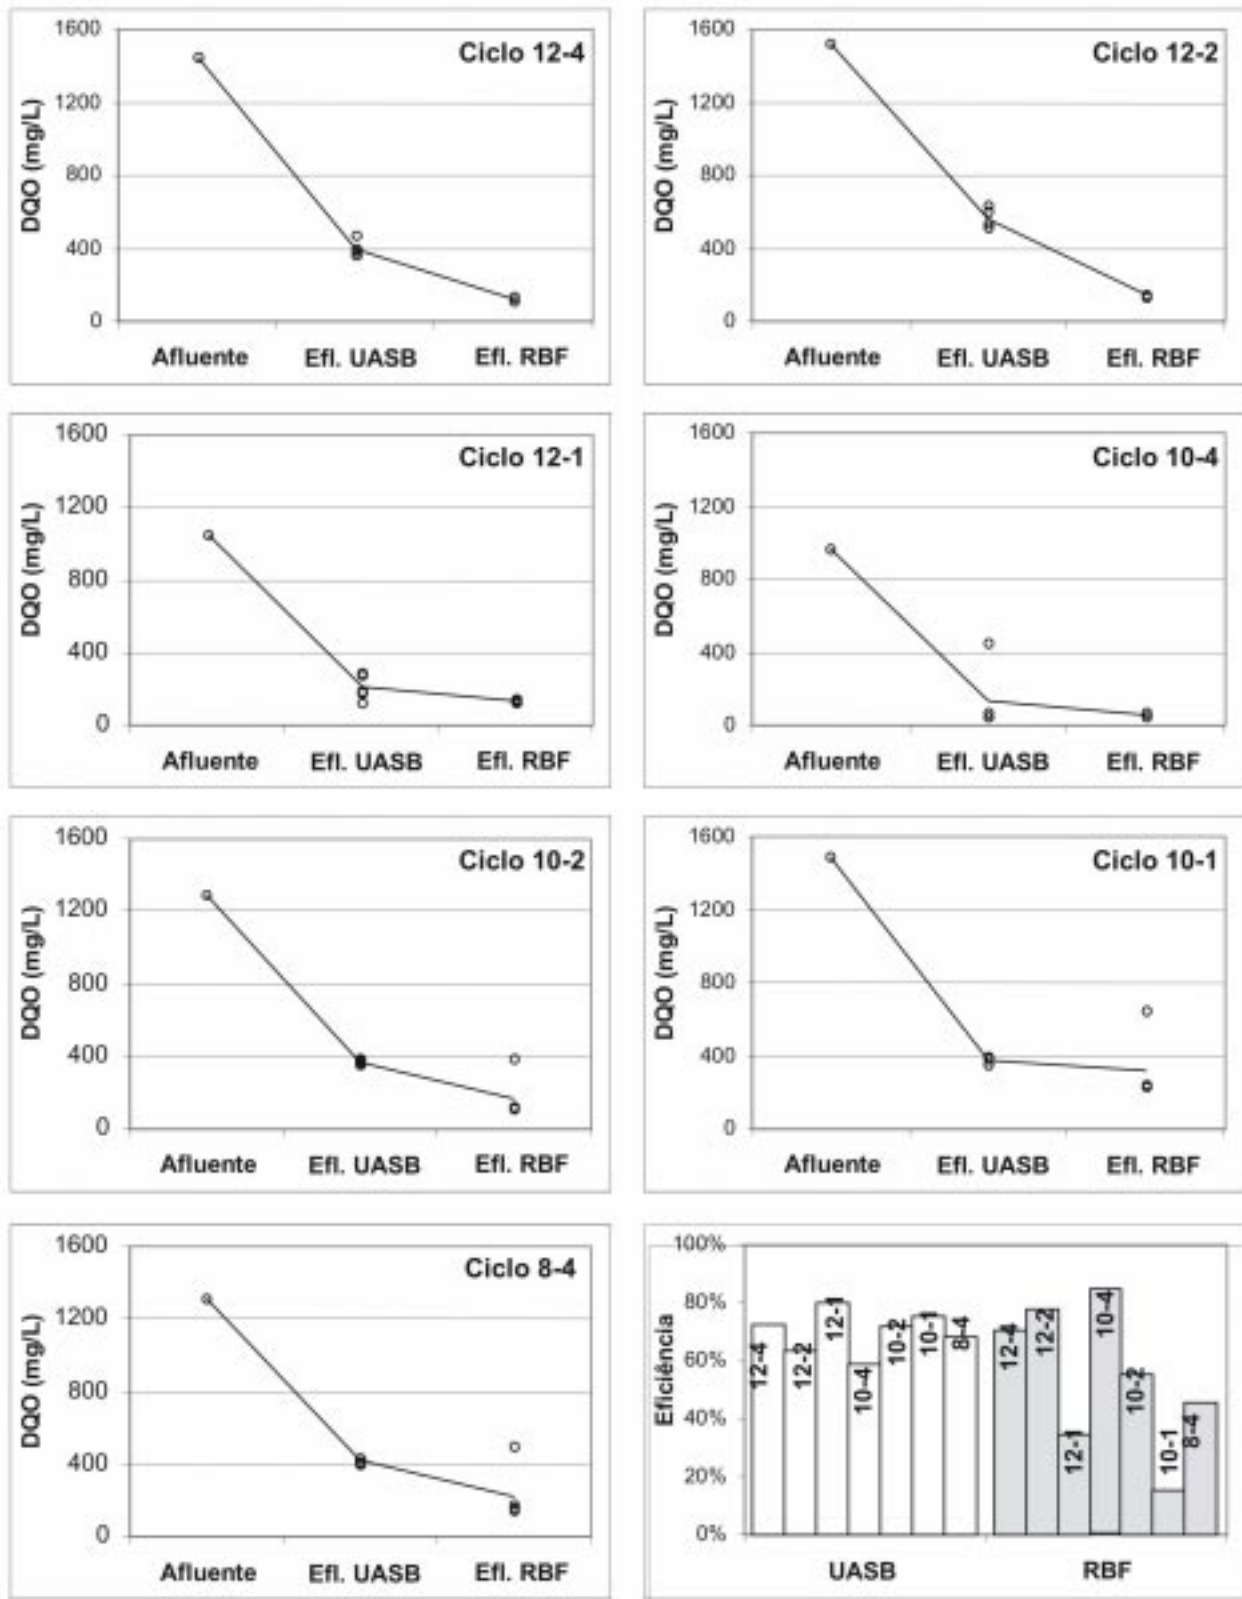 Ciclo 12-4
DQO (mg/L)
1600
1200
800
400
0
Afluente Efl. UASB Efl. RBF
Ciclo 12-2
DQO (mg/L)
1600
1200
800
400
0
Afluente Efl. UASB Efl. RBF
Ciclo 12-1
DQO (mg/L)
1600
1200
800
400
0
Afluente Efl. UASB Efl. RBF
Ciclo 10-4
DQO (mg/L)
1600
1200
800
400
0
Afluente Efl. UASB Efl. RBF
Ciclo 10-2
DQO (mg/L)
1600
1200
800
400
0
Afluente Efl. UASB Efl. RBF
Ciclo 10-1
DQO (mg/L)
1600
1200
800
400
0
Afluente Efl. UASB Efl. RBF
Ciclo 8-4
DQO (mg/L)
1600
1200
800
400
0
Afluente Efl. UASB Efl. RBF
Eficiência
100%
80%
60%
40%
20%
0%
12-4
12-2
12-1
10-4
10-2
10-1
8-4
12-4
12-2
12-1
10-4
10-2
10-1
8-4
UASB RBF